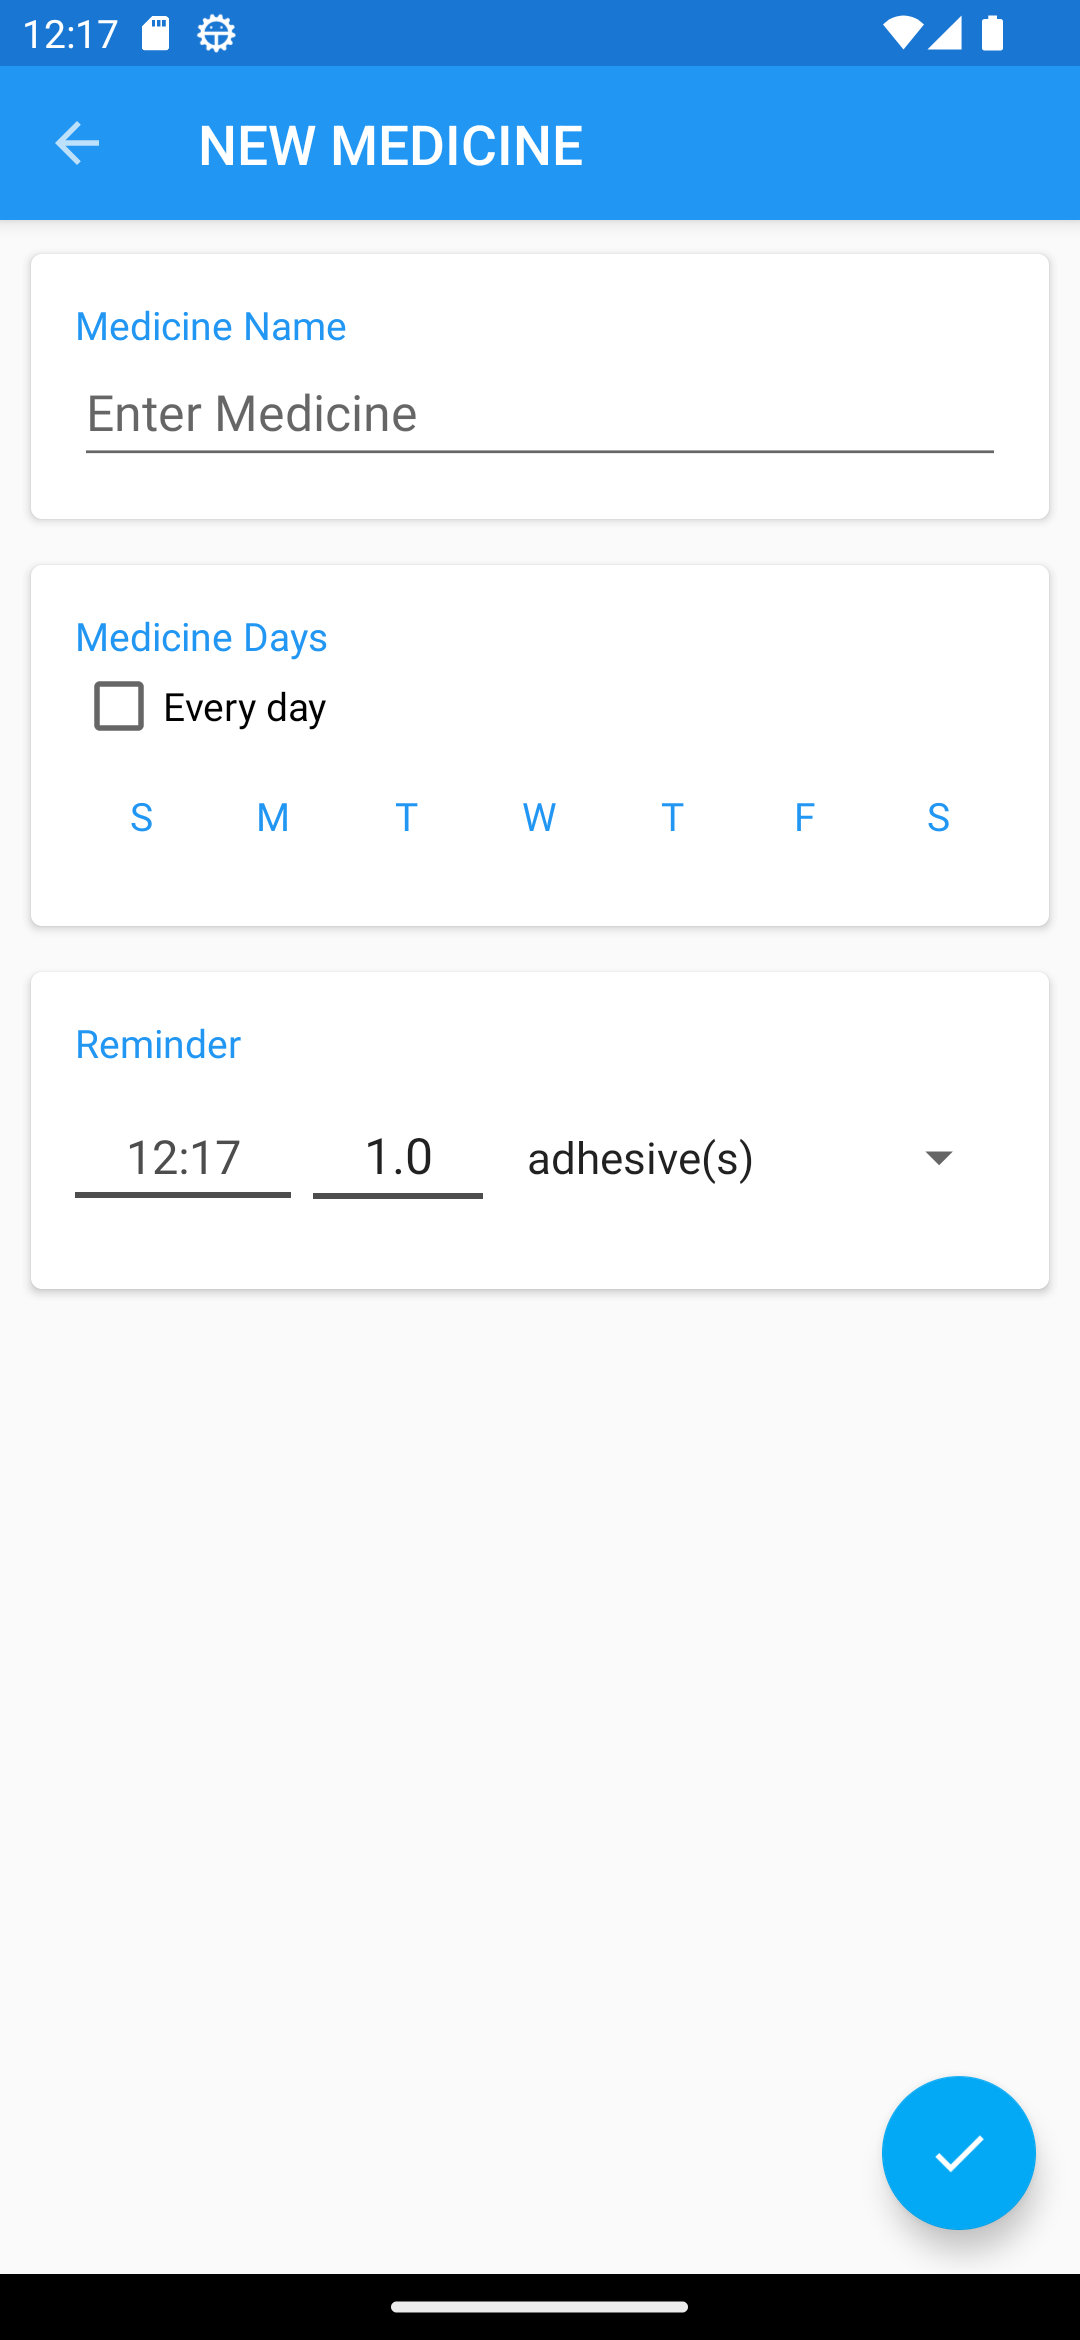 12:17
NEW MEDICINE
Medicine Name
Enter Medicine
Medicine Days
Every day
S M T W T F S
Reminder
12:17 1.0 adhesive(s)